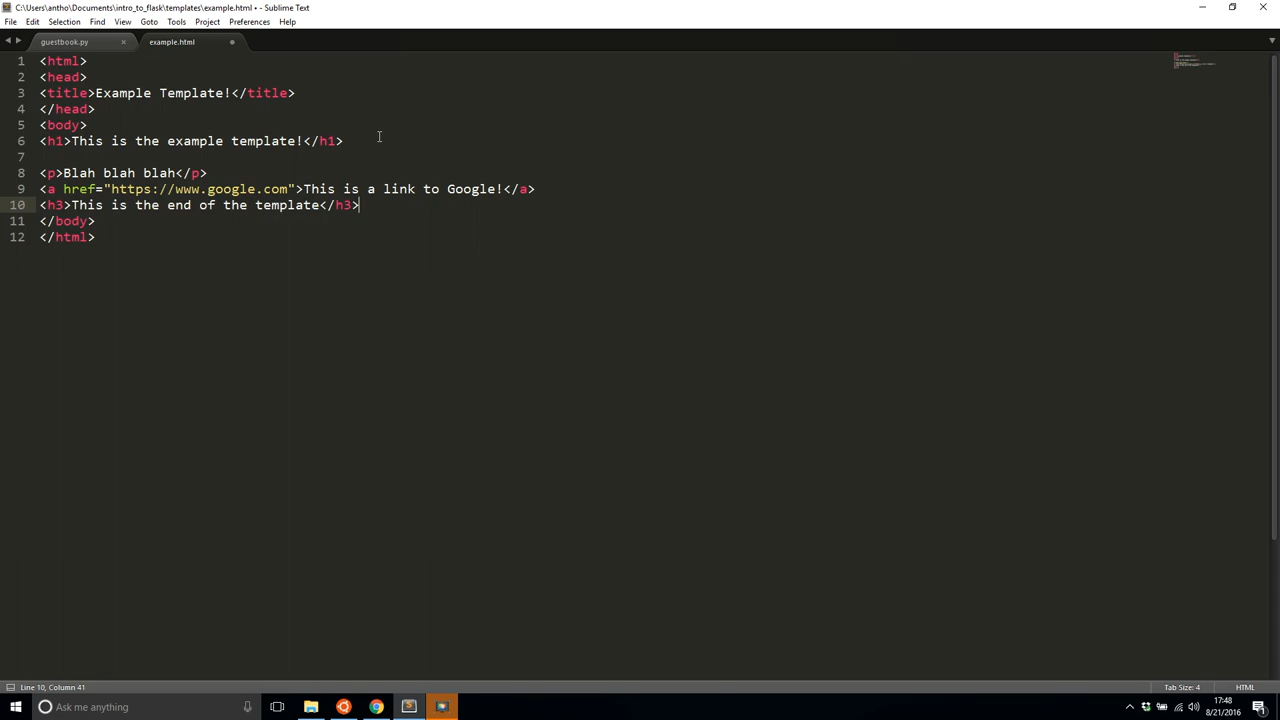 C:\Users\antho\Documents\intro_to_flask\templates\example.html • - Sublime Text
File Edit Selection Find View Goto Tools Project Preferences Help
guestbook.py × example.html
1 <html>
2 <head>
3 <title>Example Template!</title>
4 </head>
5 <body>
6 <h1>This is the example template!</h1>
7
8 <p>Blah blah blah</p>
9 <a href="https://www.google.com">This is a link to Google!</a>
10 <h3>This is the end of the template</h3>
11 </body>
12 </html>
Line 10, Column 41 Tab Size: 4 HTML
Ask me anything
17:48
8/21/2016